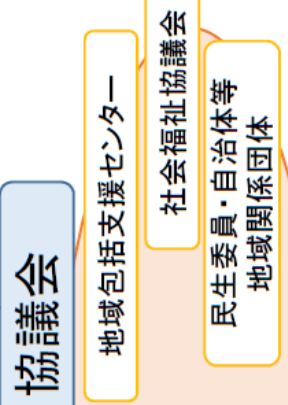 協議会
地域包括支援センター
社会福祉協議会
民生委員・自治体等
地域関係団体